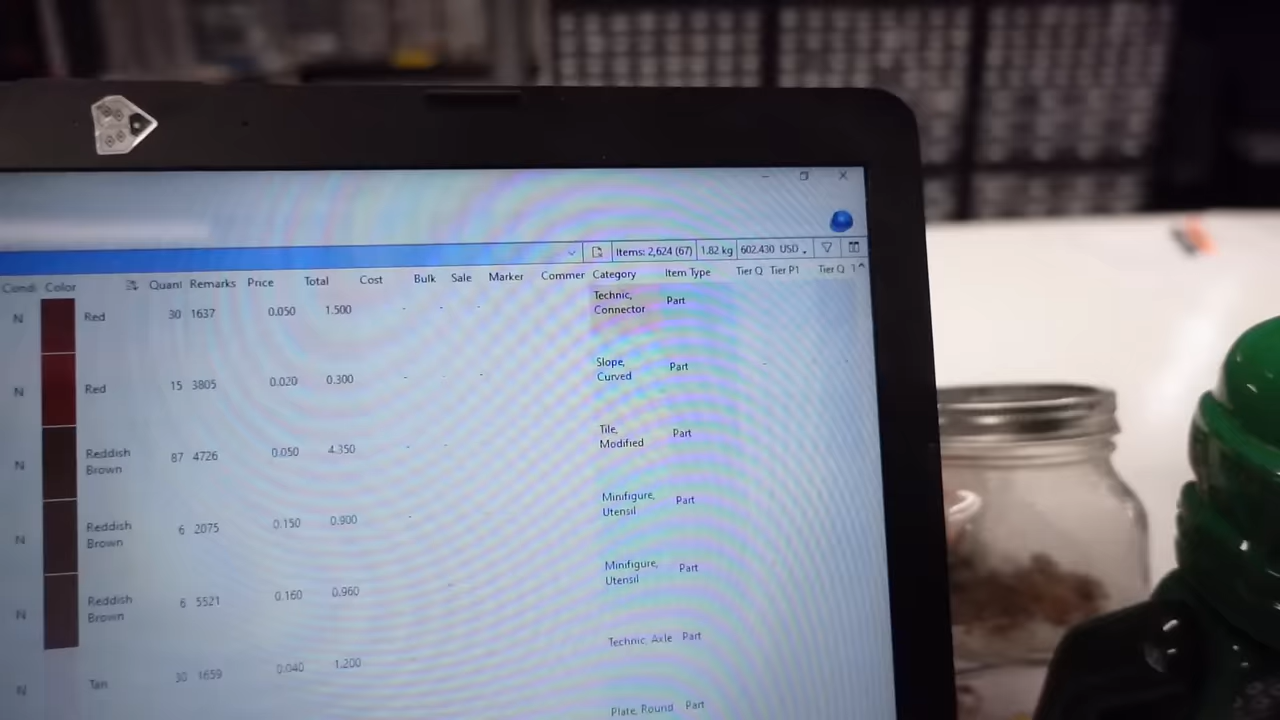 Items: 2,624 (67) 1.82 kg 602.430 USD
Condi Color Quant Remarks Price Total Cost Bulk Sale Marker Commer Category Item Type Tier Q Tier P1 Tier Q
N Red 30 1637 0.050 1.500 - - - Technic, Part
Connector
N Red 15 3805 0.020 0.300 - - - Slope, Part -
Curved
N Reddish 87 4726 0.050 4.350 - - Tile, Part
Brown Modified
N Reddish 6 2075 0.150 0.900 - Minifigure, Part
Brown Utensil
N Reddish 6 5521 0.160 0.960 Minifigure, Part
Brown Utensil
N Tan 30 1659 0.040 1.200 Technic, Axle Part
Plate, Round Part